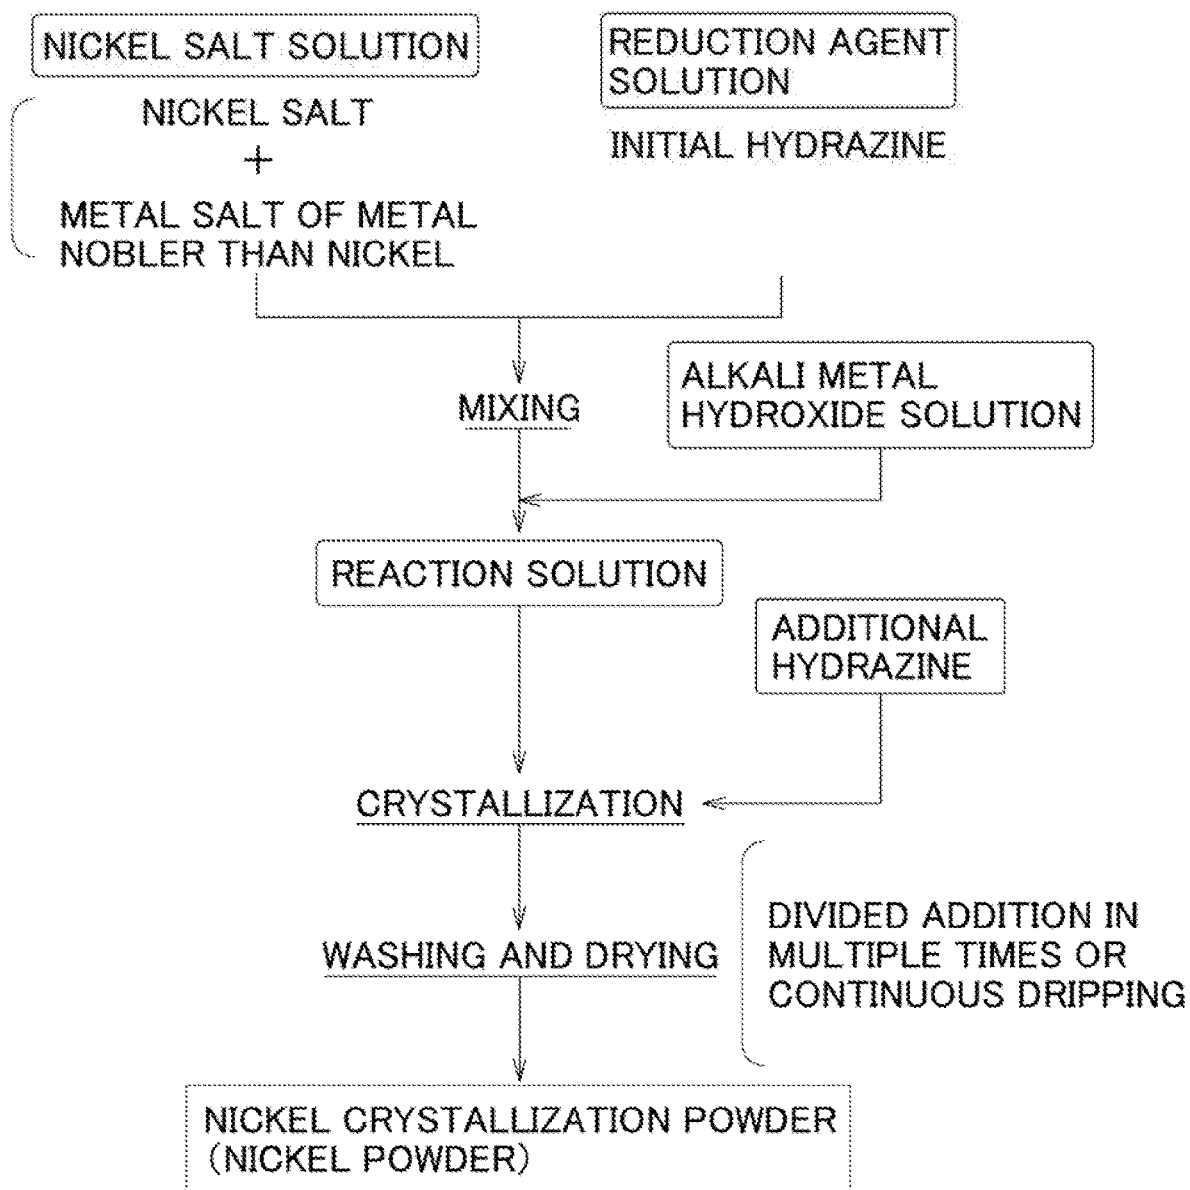 NICKEL SALT SOLUTION
NICKEL SALT
+
METAL SALT OF METAL
NOBLER THAN NICKEL
REDUCTION AGENT
SOLUTION
INITIAL HYDRAZINE
MIXING
ALKALI METAL
HYDROXIDE SOLUTION
REACTION SOLUTION
ADDITIONAL
HYDRAZINE
CRYSTALLIZATION
DIVIDED ADDITION IN
MULTIPLE TIMES OR
CONTINUOUS DRIPPING
WASHING AND DRYING
NICKEL CRYSTALLIZATION POWDER
(NICKEL POWDER)